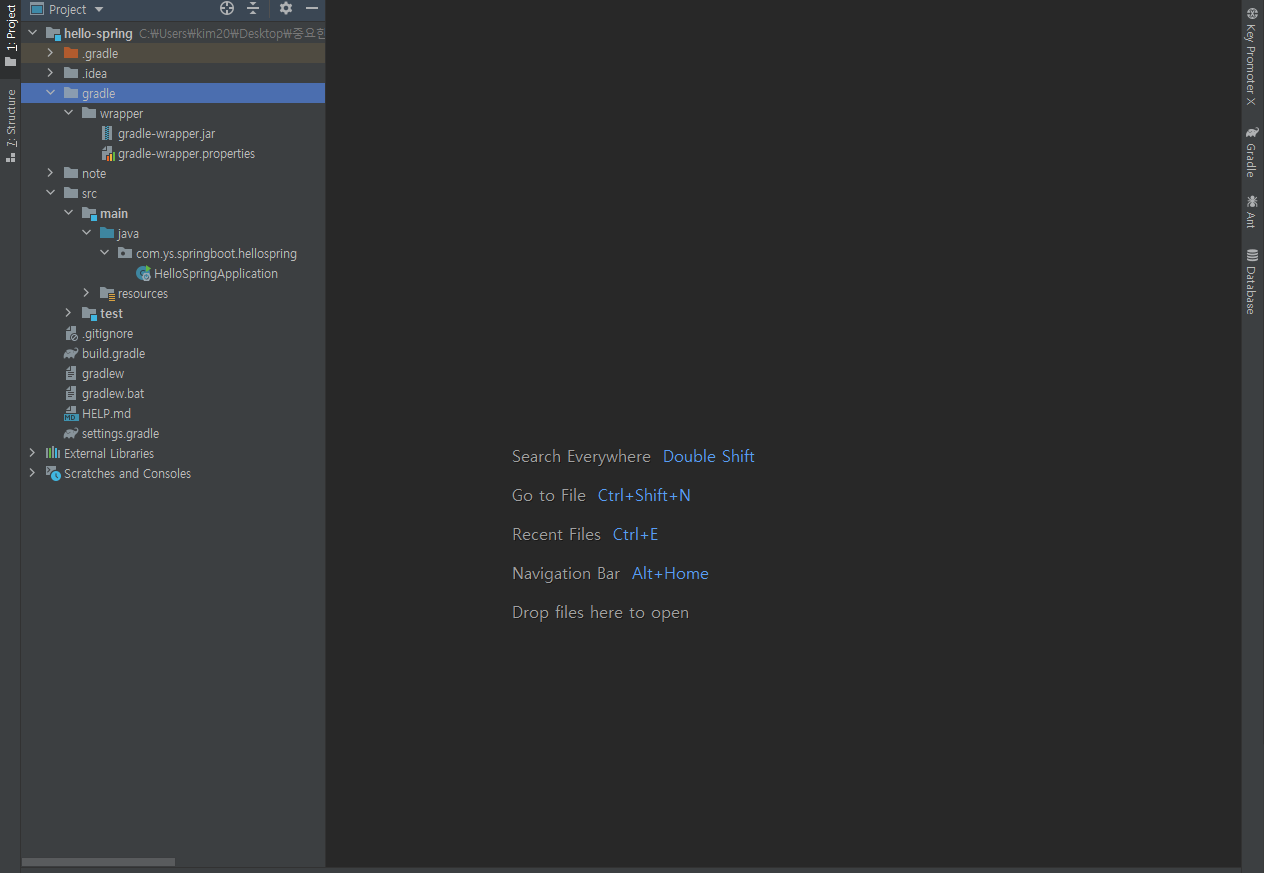 Project
hello-spring C:₩Users₩kim20₩Desktop₩중요한
.gradle
.idea
gradle
wrapper
gradle-wrapper.jar
gradle-wrapper.properties
note
src
main
java
com.ys.springboot.hellospring
HelloSpringApplication
resources
test
.gitignore
build.gradle
gradlew
gradlew.bat
HELP.md
settings.gradle
External Libraries
Scratches and Consoles
1: Project
7: Structure
Search Everywhere Double Shift
Go to File Ctrl+Shift+N
Recent Files Ctrl+E
Navigation Bar Alt+Home
Drop files here to open
Key Promoter X
Gradle
Ant
Database